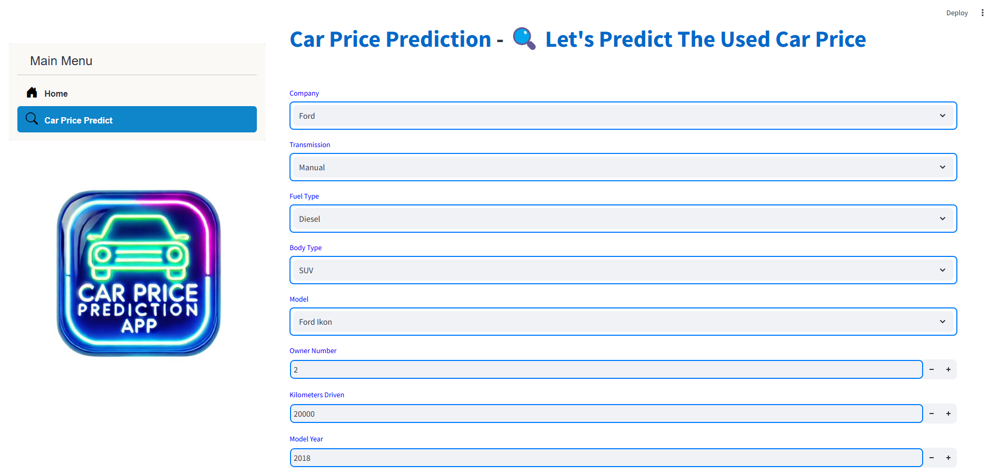 Deploy
Main Menu
Home
Car Price Predict
CAR PRICE
PREDICTION
APP
Car Price Prediction - 🔍 Let's Predict The Used Car Price
Company
Ford
Transmission
Manual
Fuel Type
Diesel
Body Type
SUV
Model
Ford Ikon
Owner Number
2
Kilometers Driven
20000
Model Year
2018